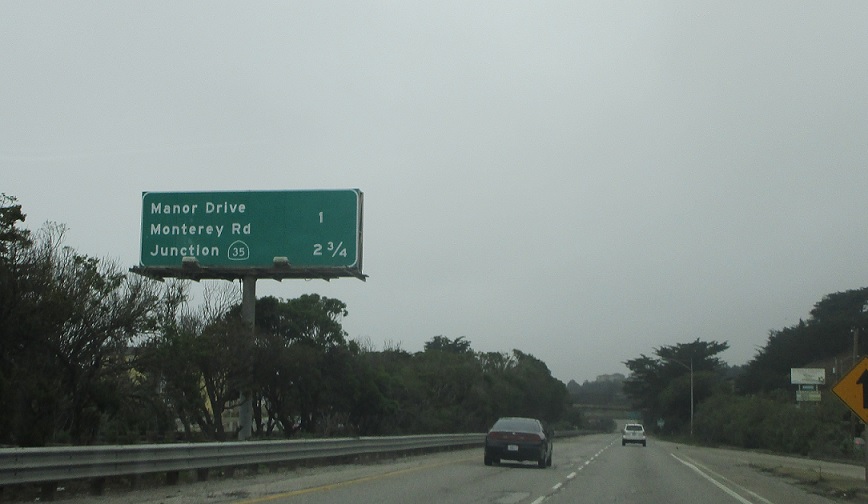 Manor Drive
Monterey Rd 1
Junction 35 2 3/4